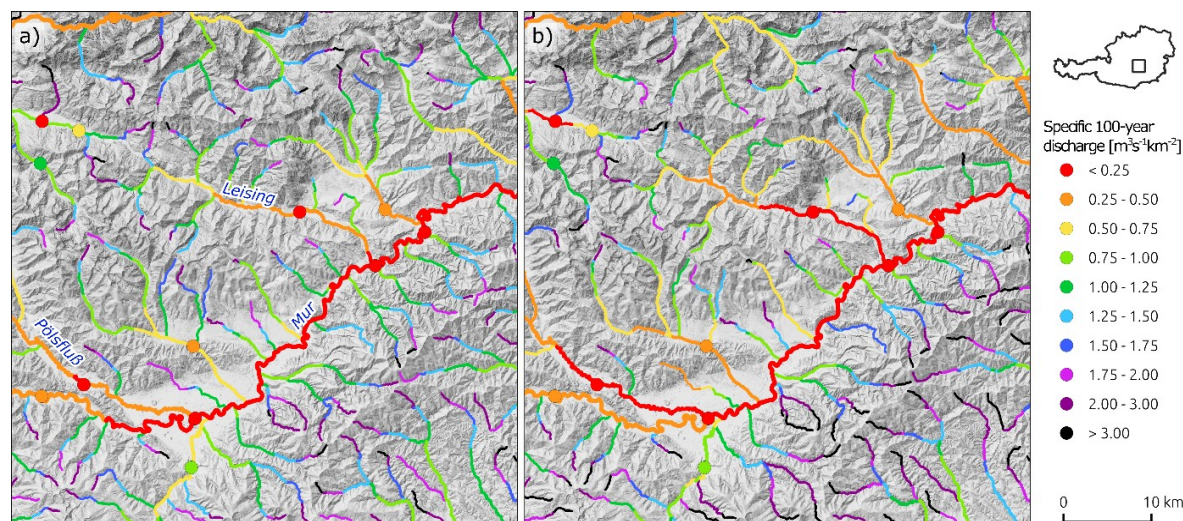 a)
Leising
Mur
Pölsfluß
b)
Specific 100-year
discharge [m³s⁻¹km⁻²]
< 0.25
0.25 - 0.50
0.50 - 0.75
0.75 - 1.00
1.00 - 1.25
1.25 - 1.50
1.50 - 1.75
1.75 - 2.00
2.00 - 3.00
> 3.00
0 10 km